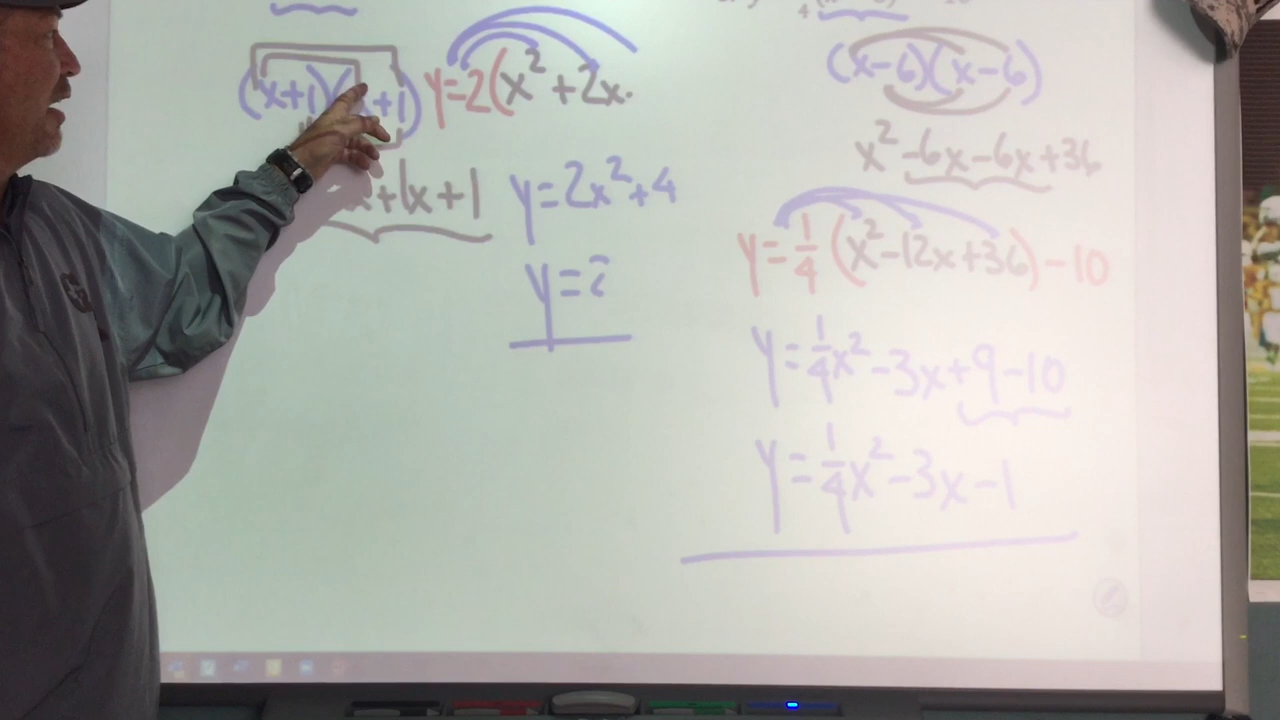 (x+1)(x+1)
+1x+1
y=2(x²+2x.
y=2x²+4
y=2
(x-6)(x-6)
x²-6x-6x+36
y=1/4(x²-12x+36)-10
y=1/4x²-3x+9-10
y=1/4x²-3x-1